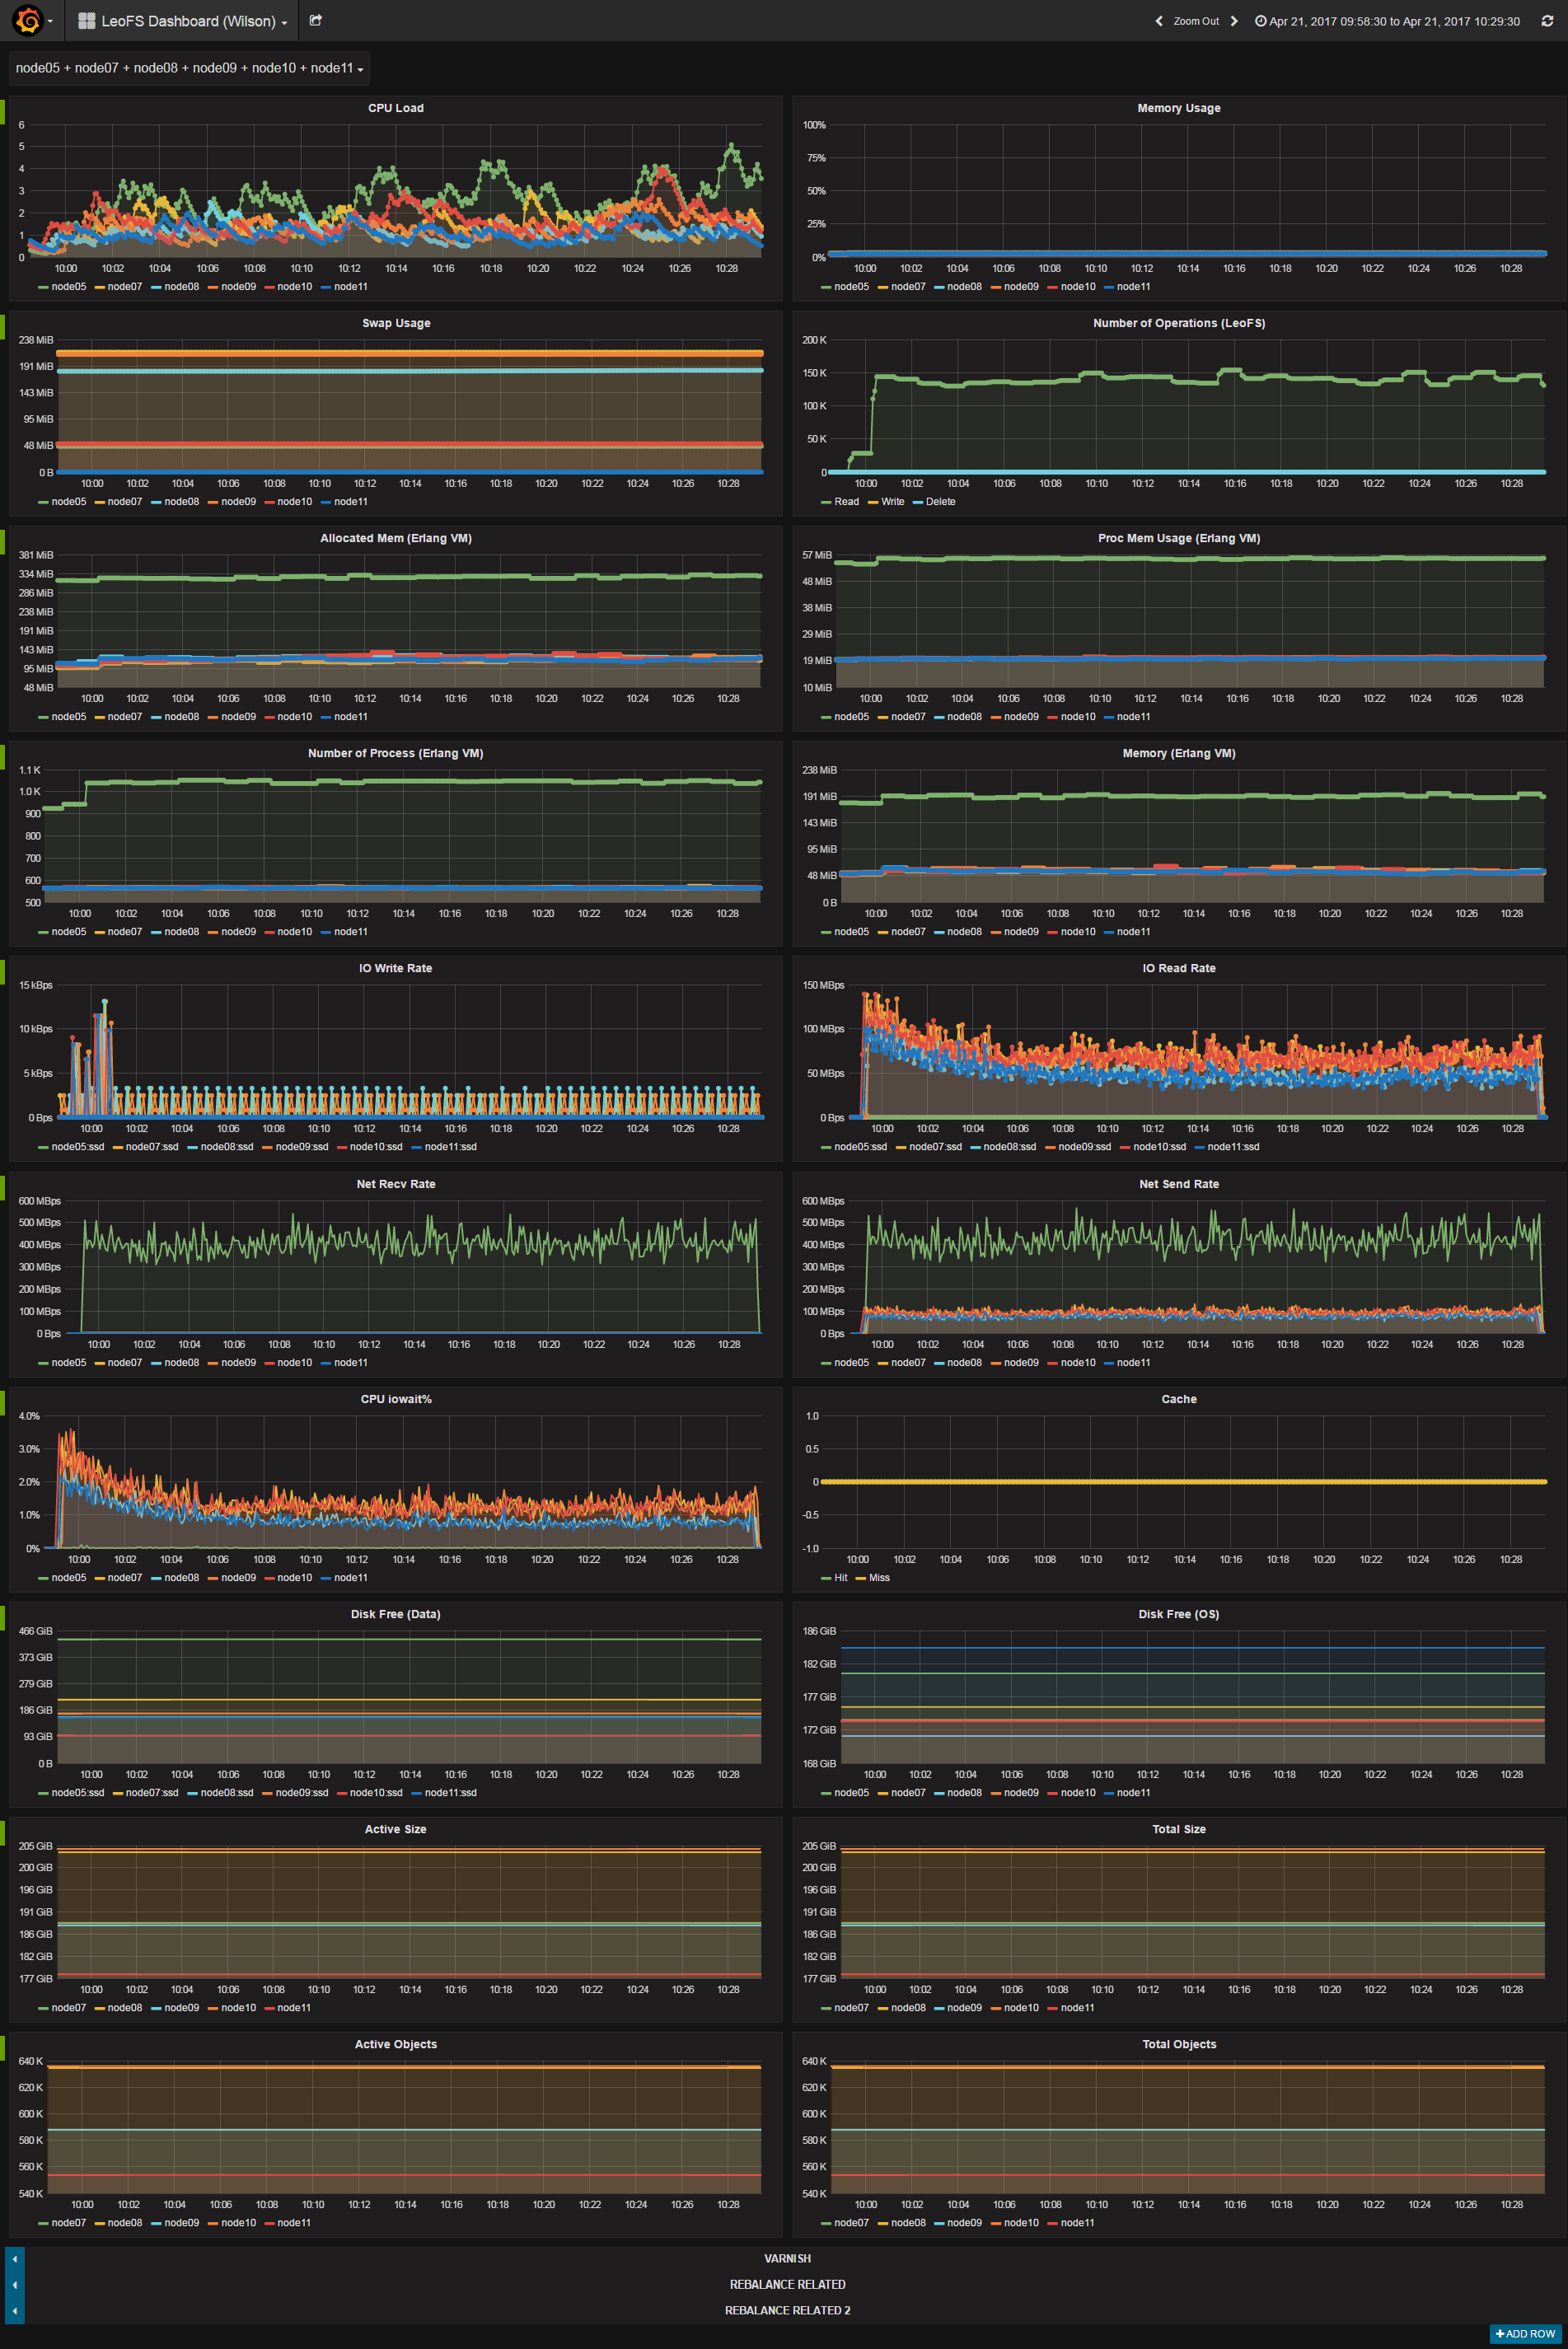 LeoFS Dashboard (Wilson)
Zoom Out
Apr 21, 2017 09:58:30 to Apr 21, 2017 10:29:30
node05 + node07 + node08 + node09 + node10 + node11
CPU Load
6
5
4
3
2
1
0
10:00 10:02 10:04 10:06 10:08 10:10 10:12 10:14 10:16 10:18 10:20 10:22 10:24 10:26 10:28
node05 node07 node08 node09 node10 node11
Memory Usage
100%
75%
50%
25%
0%
10:00 10:02 10:04 10:06 10:08 10:10 10:12 10:14 10:16 10:18 10:20 10:22 10:24 10:26 10:28
node05 node07 node08 node09 node10 node11
Swap Usage
238 MiB
191 MiB
143 MiB
95 MiB
48 MiB
0 B
10:00 10:02 10:04 10:06 10:08 10:10 10:12 10:14 10:16 10:18 10:20 10:22 10:24 10:26 10:28
node05 node07 node08 node09 node10 node11
Number of Operations (LeoFS)
200 K
150 K
100 K
50 K
0
10:00 10:02 10:04 10:06 10:08 10:10 10:12 10:14 10:16 10:18 10:20 10:22 10:24 10:26 10:28
Read Write Delete
Allocated Mem (Erlang VM)
381 MiB
334 MiB
286 MiB
238 MiB
191 MiB
143 MiB
95 MiB
48 MiB
10:00 10:02 10:04 10:06 10:08 10:10 10:12 10:14 10:16 10:18 10:20 10:22 10:24 10:26 10:28
node05 node07 node08 node09 node10 node11
Proc Mem Usage (Erlang VM)
57 MiB
48 MiB
38 MiB
29 MiB
19 MiB
10 MiB
10:00 10:02 10:04 10:06 10:08 10:10 10:12 10:14 10:16 10:18 10:20 10:22 10:24 10:26 10:28
node05 node07 node08 node09 node10 node11
Number of Process (Erlang VM)
1.1 K
1.0 K
900
800
700
600
500
10:00 10:02 10:04 10:06 10:08 10:10 10:12 10:14 10:16 10:18 10:20 10:22 10:24 10:26 10:28
node05 node07 node08 node09 node10 node11
Memory (Erlang VM)
238 MiB
191 MiB
143 MiB
95 MiB
48 MiB
0 B
10:00 10:02 10:04 10:06 10:08 10:10 10:12 10:14 10:16 10:18 10:20 10:22 10:24 10:26 10:28
node05 node07 node08 node09 node10 node11
IO Write Rate
15 kBps
10 kBps
5 kBps
0 Bps
10:00 10:02 10:04 10:06 10:08 10:10 10:12 10:14 10:16 10:18 10:20 10:22 10:24 10:26 10:28
node05:ssd node07:ssd node08:ssd node09:ssd node10:ssd node11:ssd
IO Read Rate
150 MBps
100 MBps
50 MBps
0 Bps
10:00 10:02 10:04 10:06 10:08 10:10 10:12 10:14 10:16 10:18 10:20 10:22 10:24 10:26 10:28
node05:ssd node07:ssd node08:ssd node09:ssd node10:ssd node11:ssd
Net Recv Rate
600 MBps
500 MBps
400 MBps
300 MBps
200 MBps
100 MBps
0 Bps
10:00 10:02 10:04 10:06 10:08 10:10 10:12 10:14 10:16 10:18 10:20 10:22 10:24 10:26 10:28
node05 node07 node08 node09 node10 node11
Net Send Rate
600 MBps
500 MBps
400 MBps
300 MBps
200 MBps
100 MBps
0 Bps
10:00 10:02 10:04 10:06 10:08 10:10 10:12 10:14 10:16 10:18 10:20 10:22 10:24 10:26 10:28
node05 node07 node08 node09 node10 node11
CPU iowait%
4.0%
3.0%
2.0%
1.0%
0%
10:00 10:02 10:04 10:06 10:08 10:10 10:12 10:14 10:16 10:18 10:20 10:22 10:24 10:26 10:28
node05 node07 node08 node09 node10 node11
Cache
1.0
0.5
0
-0.5
-1.0
10:00 10:02 10:04 10:06 10:08 10:10 10:12 10:14 10:16 10:18 10:20 10:22 10:24 10:26 10:28
Hit Miss
Disk Free (Data)
466 GiB
373 GiB
279 GiB
186 GiB
93 GiB
0 B
10:00 10:02 10:04 10:06 10:08 10:10 10:12 10:14 10:16 10:18 10:20 10:22 10:24 10:26 10:28
node05:ssd node07:ssd node08:ssd node09:ssd node10:ssd node11:ssd
Disk Free (OS)
186 GiB
182 GiB
177 GiB
172 GiB
168 GiB
10:00 10:02 10:04 10:06 10:08 10:10 10:12 10:14 10:16 10:18 10:20 10:22 10:24 10:26 10:28
node05 node07 node08 node09 node10 node11
Active Size
205 GiB
200 GiB
196 GiB
191 GiB
186 GiB
182 GiB
177 GiB
10:00 10:02 10:04 10:06 10:08 10:10 10:12 10:14 10:16 10:18 10:20 10:22 10:24 10:26 10:28
node07 node08 node09 node10 node11
Total Size
205 GiB
200 GiB
196 GiB
191 GiB
186 GiB
182 GiB
177 GiB
10:00 10:02 10:04 10:06 10:08 10:10 10:12 10:14 10:16 10:18 10:20 10:22 10:24 10:26 10:28
node07 node08 node09 node10 node11
Active Objects
640 K
620 K
600 K
580 K
560 K
540 K
10:00 10:02 10:04 10:06 10:08 10:10 10:12 10:14 10:16 10:18 10:20 10:22 10:24 10:26 10:28
node07 node08 node09 node10 node11
Total Objects
640 K
620 K
600 K
580 K
560 K
540 K
10:00 10:02 10:04 10:06 10:08 10:10 10:12 10:14 10:16 10:18 10:20 10:22 10:24 10:26 10:28
node07 node08 node09 node10 node11
VARNISH
REBALANCE RELATED
REBALANCE RELATED 2
ADD ROW